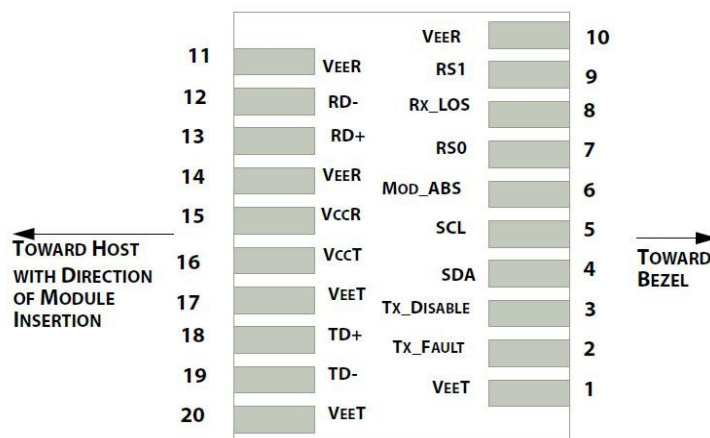 11 VEER
12 RD-
13 RD+
14 VEER
15 VCCR
16 VCCT
17 VEET
18 TD+
19 TD-
20 VEET
VEER 10
RS1 9
RX_LOS 8
RS0 7
MOD_ABS 6
SCL 5
SDA 4
TX_DISABLE 3
TX_FAULT 2
VEET 1
TOWARD HOST
WITH DIRECTION
OF MODULE
INSERTION
TOWARD
BEZEL